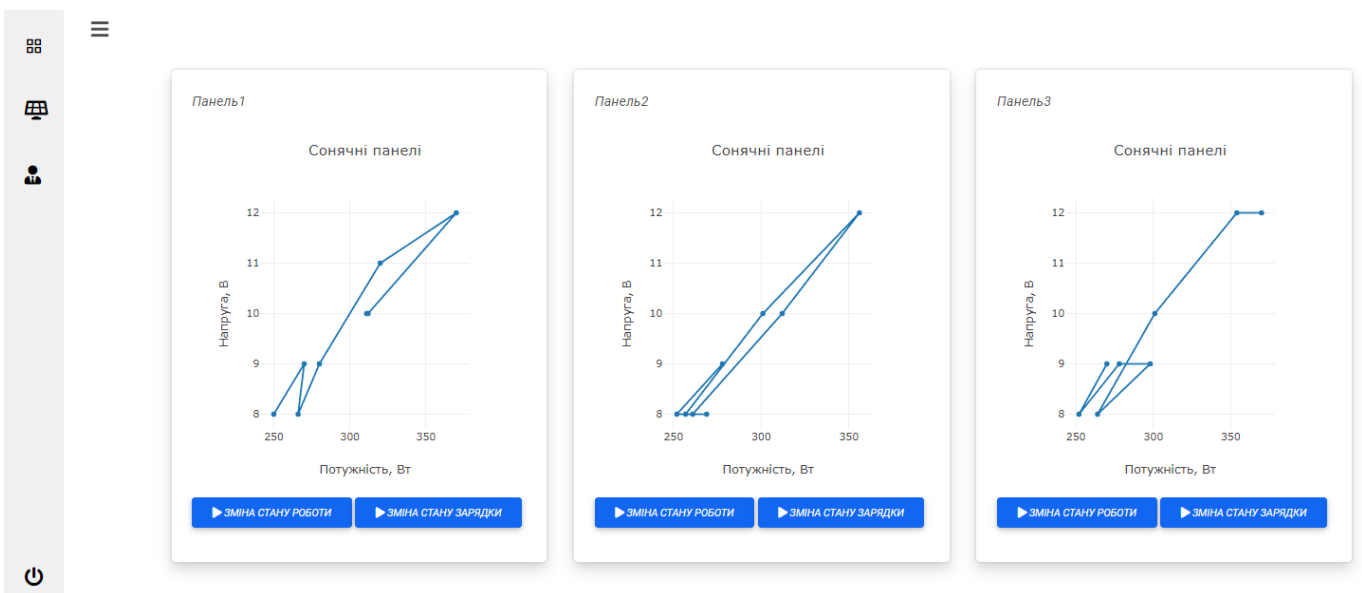 Панель1
Сонячні панелі
12
11
10
9
8
Напруга, В
250 300 350
Потужність, Вт
ЗМІНА СТАНУ РОБОТИ ЗМІНА СТАНУ ЗАРЯДКИ
Панель2
Сонячні панелі
12
11
10
9
8
Напруга, В
250 300 350
Потужність, Вт
ЗМІНА СТАНУ РОБОТИ ЗМІНА СТАНУ ЗАРЯДКИ
Панель3
Сонячні панелі
12
11
10
9
8
Напруга, В
250 300 350
Потужність, Вт
ЗМІНА СТАНУ РОБОТИ ЗМІНА СТАНУ ЗАРЯДКИ